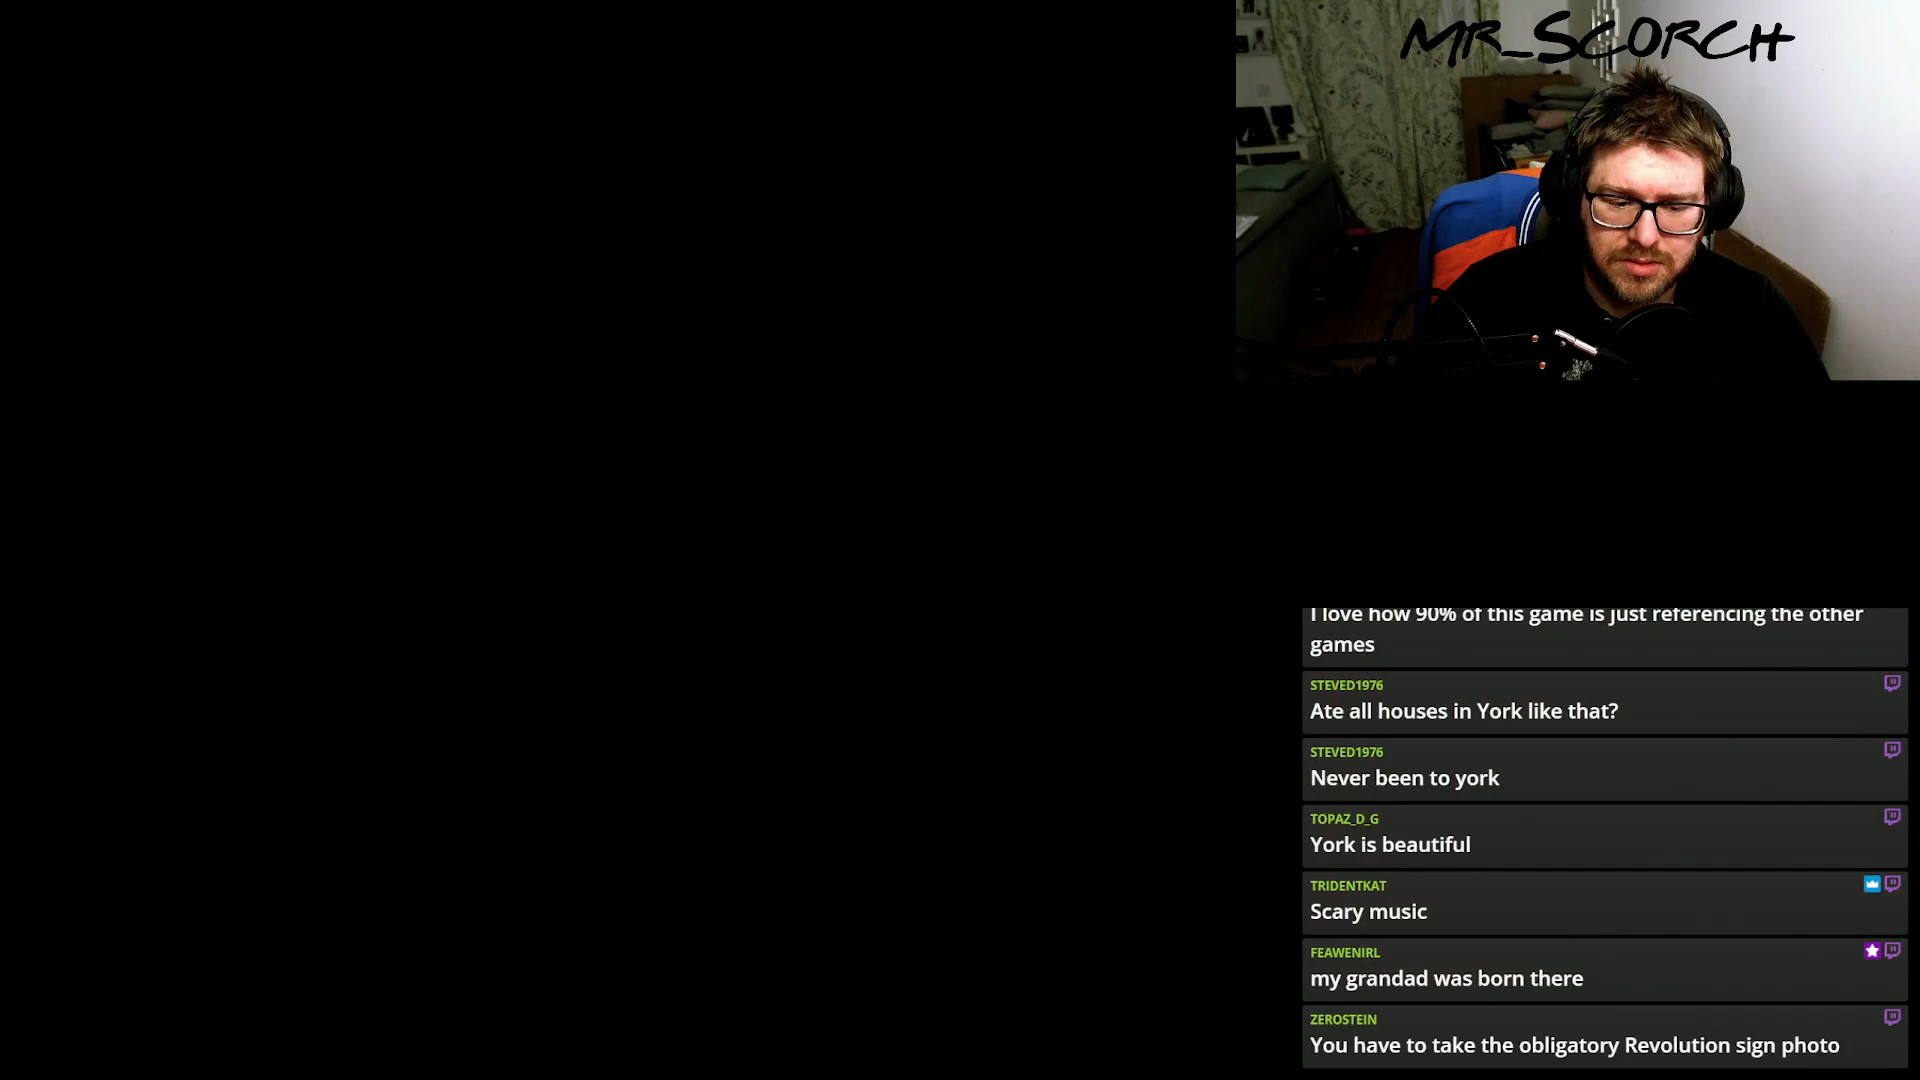 MR_SCORCH
I love how 90% of this game is just referencing the other
games
STEVED1976
Ate all houses in York like that?
STEVED1976
Never been to york
TOPAZ_D_G
York is beautiful
TRIDENTKAT
Scary music
FEAWENIRL
my grandad was born there
ZEROSTEIN
You have to take the obligatory Revolution sign photo